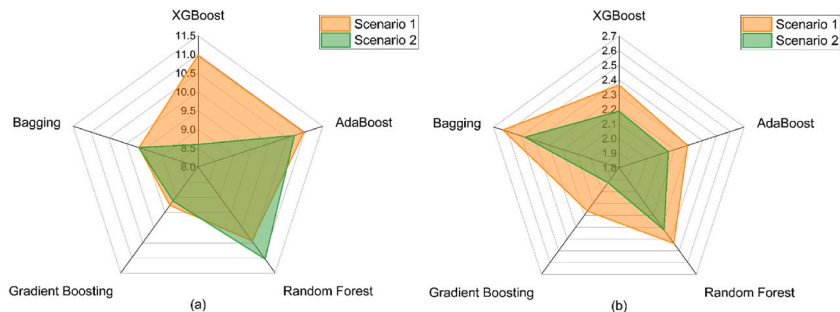 XGBoost
11.5
11.0
10.5
10.0
9.5
9.0
8.5
8.0
Scenario 1
Scenario 2
Bagging
AdaBoost
Gradient Boosting
Random Forest
(a)
XGBoost
2.7
2.6
2.5
2.4
2.3
2.2
2.1
2.0
1.9
1.8
Scenario 1
Scenario 2
Bagging
AdaBoost
Gradient Boosting
Random Forest
(b)